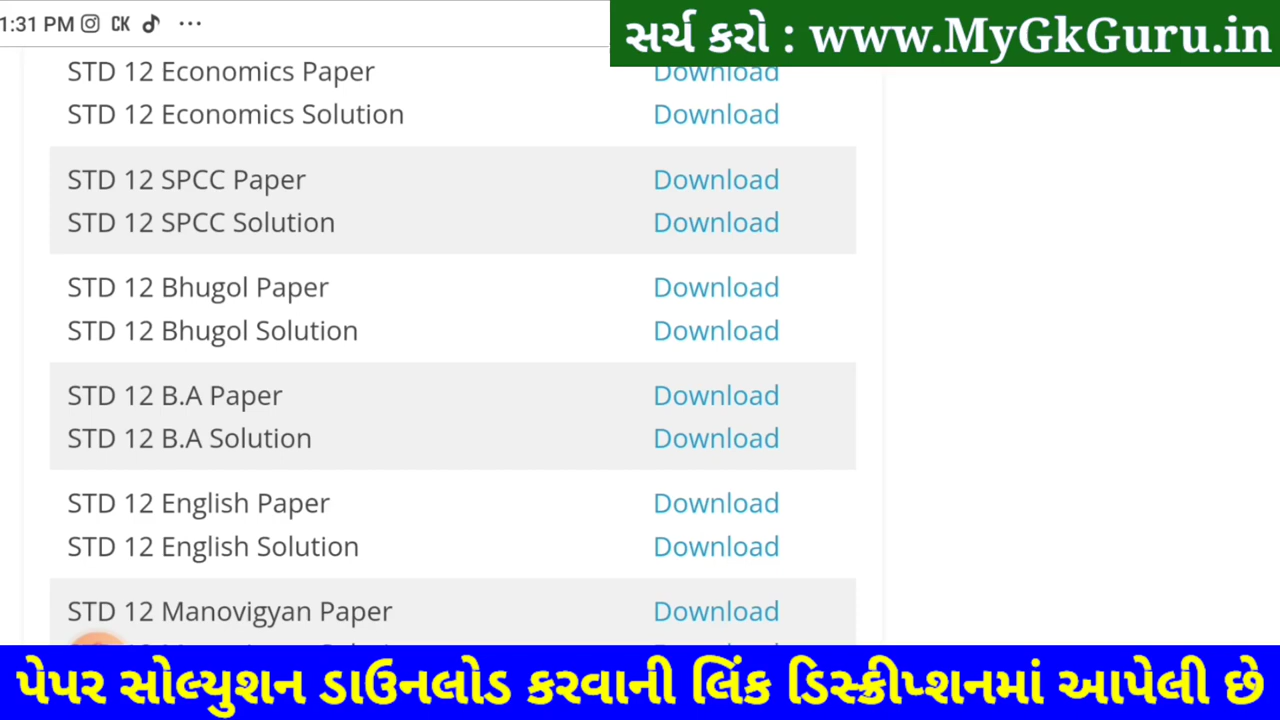 1:31 PM CK ...
સર્ચ કરો : www.MyGkGuru.in
STD 12 Economics Paper Download
STD 12 Economics Solution Download
STD 12 SPCC Paper Download
STD 12 SPCC Solution Download
STD 12 Bhugol Paper Download
STD 12 Bhugol Solution Download
STD 12 B.A Paper Download
STD 12 B.A Solution Download
STD 12 English Paper Download
STD 12 English Solution Download
STD 12 Manovigyan Paper Download
પેપર સોલ્યુશન ડાઉનલોડ કરવાની લિંક ડિસ્ક્રીપ્શનમાં આપેલી છે